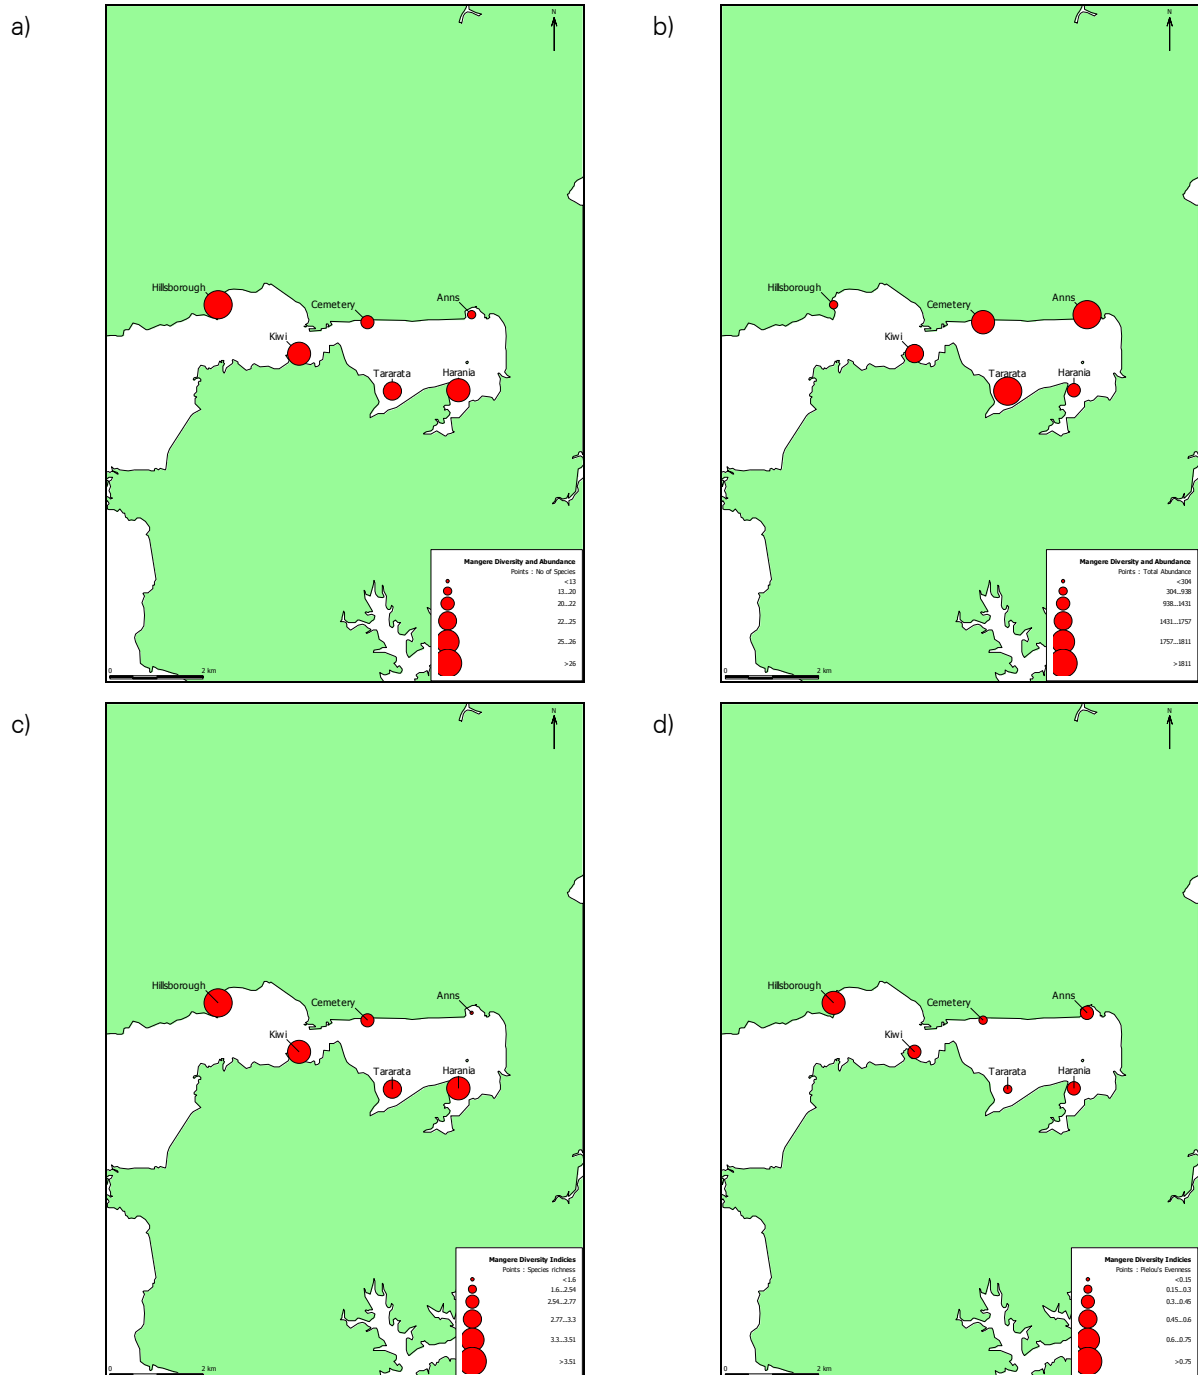 a)
N
Hillsborough
Cemetery
Anns
Kiwi
Tararata
Harania
Mangere Diversity and Abundance
Points : No of Species
<13
13...20
20...22
22...25
25...26
>26
0 2 km
b)
N
Hillsborough
Cemetery
Anns
Kiwi
Tararata
Harania
Mangere Diversity and Abundance
Points : Total Abundance
<304
304...938
938...1431
1431...1757
1757...1811
>1811
0 2 km
c)
N
Hillsborough
Cemetery
Anns
Kiwi
Tararata
Harania
Mangere Diversity Indicies
Points : Species richness
<1.6
1.6...2.54
2.54...2.77
2.77...3.3
3.3...3.51
>3.51
0 2 km
d)
N
Hillsborough
Cemetery
Anns
Kiwi
Tararata
Harania
Mangere Diversity Indicies
Points : Pielou's Evenness
<0.15
0.15...0.3
0.3...0.45
0.45...0.6
0.6...0.75
>0.75
0 2 km